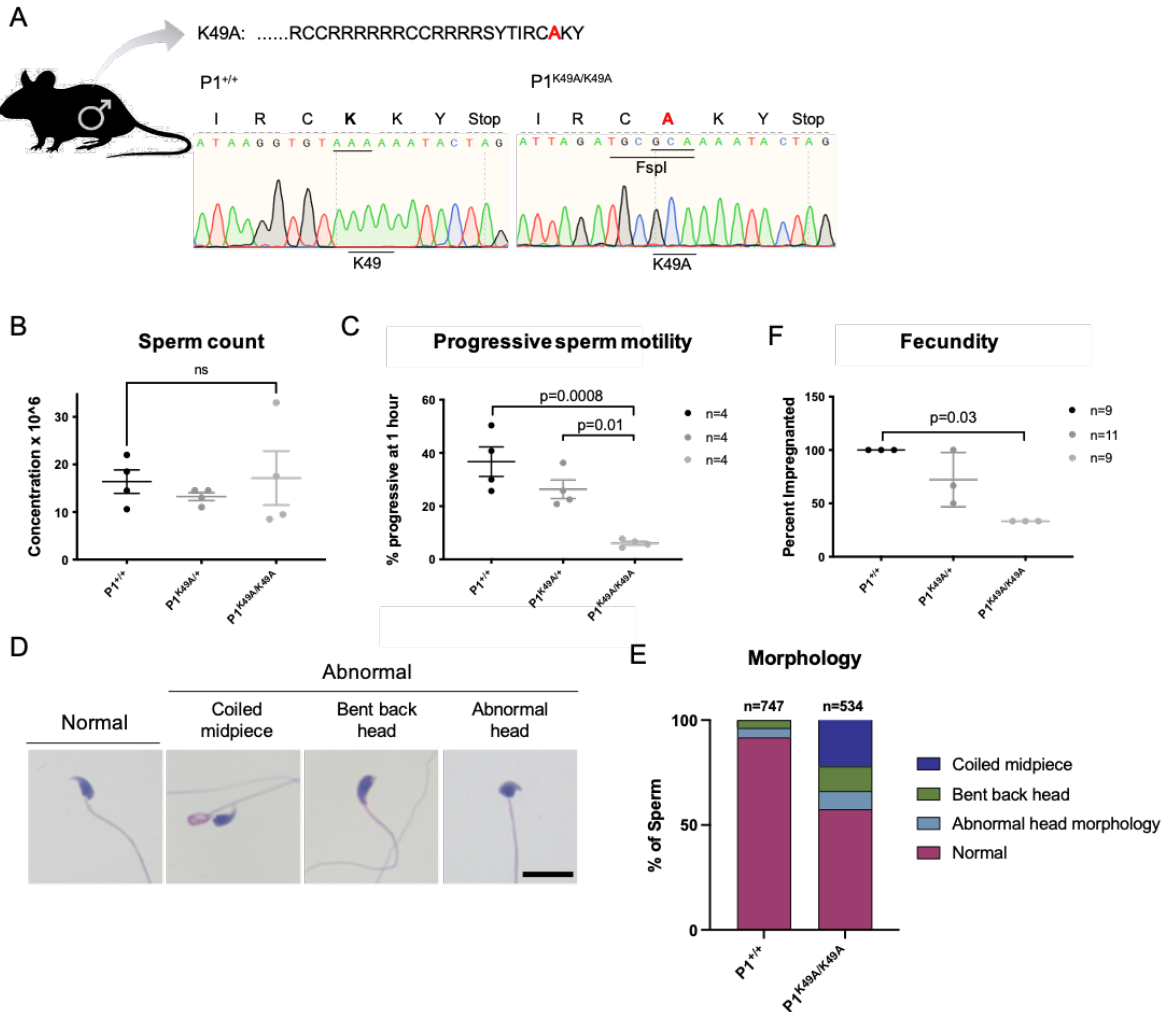 A
K49A: ......RCCRRRRRRCCRRRRSYTIRCAKY
P1+/+
P1K49A/K49A
I R C K K Y Stop
I R C A K Y Stop
ATAAGGTGTAAAAAATACTAG
ATTAGATGCGCAAAATACTAG
FspI
K49
K49A
B
Sperm count
ns
Concentration x 10^6
30
20
10
0
P1+/+
P1K49A/+
P1K49A/K49A
C
Progressive sperm motility
p=0.0008
p=0.01
% progressive at 1 hour
60
40
20
0
n=4
n=4
n=4
P1+/+
P1K49A/+
P1K49A/K49A
F
Fecundity
p=0.03
Percent Impregnanted
150
100
50
0
n=9
n=11
n=9
P1+/+
P1K49A/+
P1K49A/K49A
D
Abnormal
Normal
Coiled
midpiece
Bent back
head
Abnormal
head
E
Morphology
n=747
n=534
% of Sperm
100
50
0
Coiled midpiece
Bent back head
Abnormal head morphology
Normal
P1+/+
P1K49A/K49A